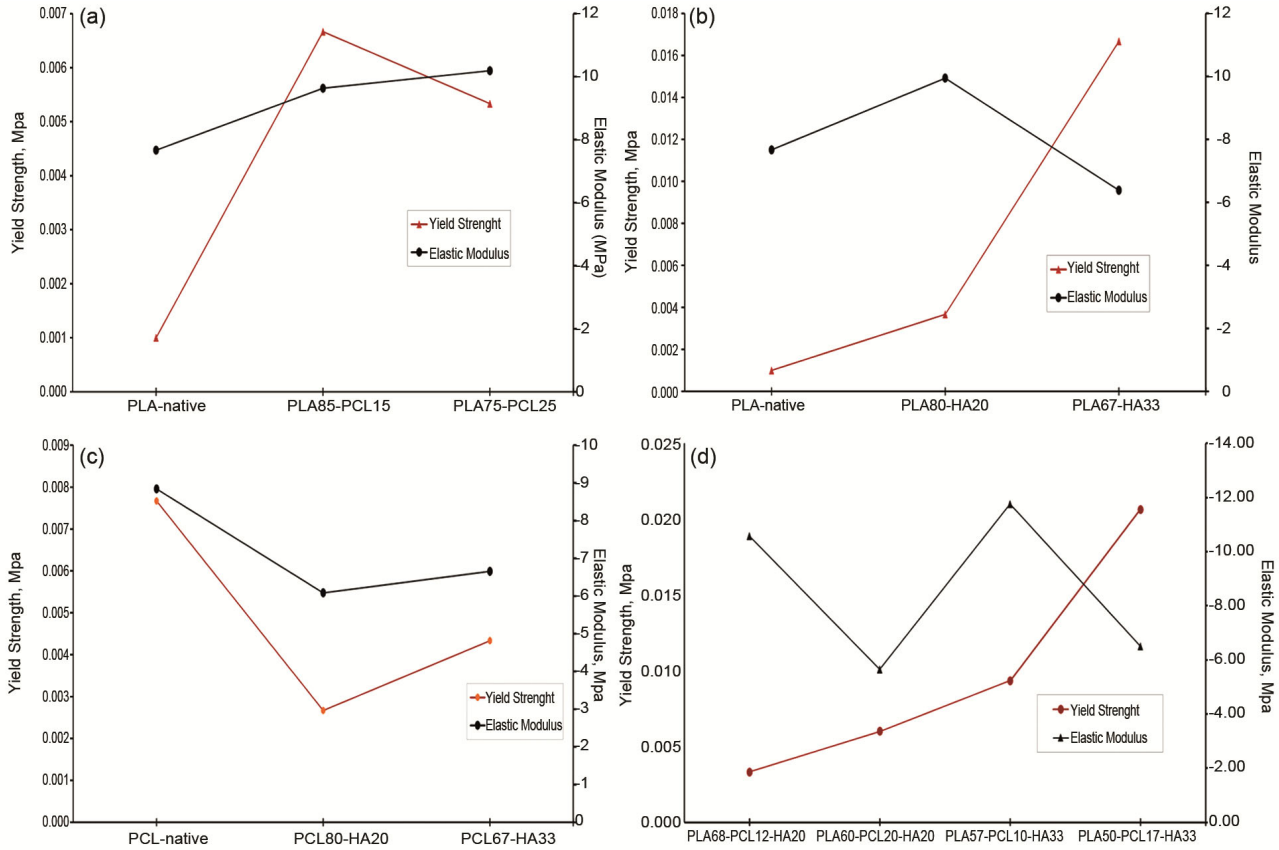 (a)
Yield Strength, Mpa
0.007
0.006
0.005
0.004
0.003
0.002
0.001
0.000
12
10
-8
-6
-4
-2
0
Elastic Modulus (MPa)
Yield Strenght
Elastic Modulus
PLA-native PLA85-PCL15 PLA75-PCL25
(b)
Yield Strength, Mpa
0.018
0.016
0.014
0.012
0.010
0.008
0.006
0.004
0.002
0.000
12
10
-8
-6
-4
-2
0
Elastic Modulus
Yield Strenght
Elastic Modulus
PLA-native PLA80-HA20 PLA67-HA33
(c)
Yield Strength, Mpa
0.009
0.008
0.007
0.006
0.005
0.004
0.003
0.002
0.001
0.000
10
9
8
7
6
5
4
3
2
1
0
Elastic Modulus, Mpa
Yield Strenght
Elastic Modulus
PCL-native PCL80-HA20 PCL67-HA33
(d)
Yield Strength, Mpa
0.025
0.020
0.015
0.010
0.005
0.000
-14.00
-12.00
-10.00
-8.00
-6.00
-4.00
-2.00
0.00
Elastic Modulus, Mpa
Yield Strenght
Elastic Modulus
PLA68-PCL12-HA20 PLA60-PCL20-HA20 PLA57-PCL10-HA33 PLA50-PCL17-HA33